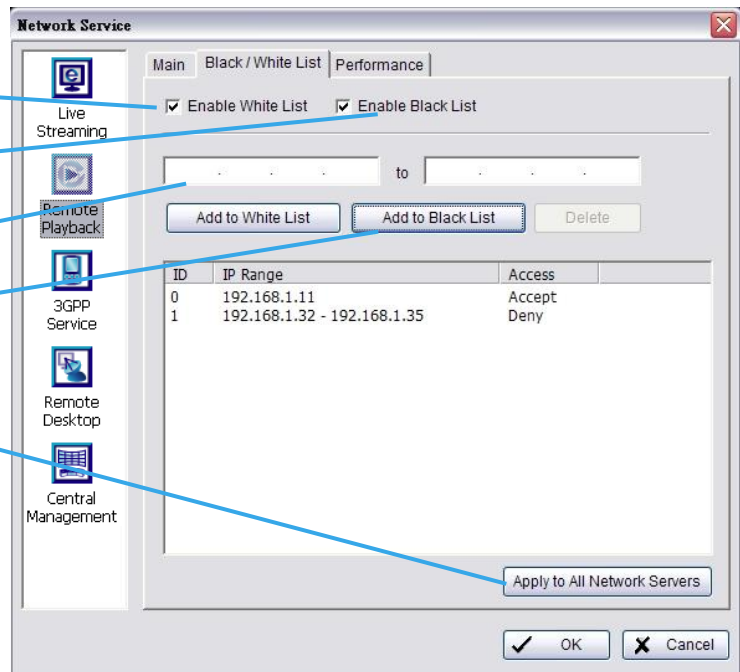 Network Service
Live
Streaming
Remote
Playback
3GPP
Service
Remote
Desktop
Central
Management
Main Black / White List Performance
Enable White List Enable Black List
. . . to . . .
Add to White List Add to Black List Delete
ID IP Range Access
0 192.168.1.11 Accept
1 192.168.1.32 - 192.168.1.35 Deny
Apply to All Network Servers
OK Cancel